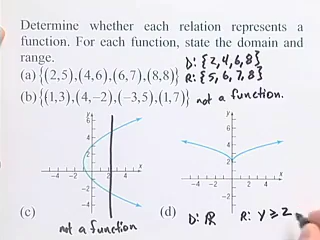 Determine whether each relation represents a
function. For each function, state the domain and
range.
D: {2,4,6,8}
(a) {(2,5),(4,6),(6,7),(8,8)} R: {5,6,7,8}
(b) {(1,3),(4,−2),(−3,5),(1,7)} not a function.
y y
6 6
4 4
2 2
−4 −2 2 4 x −4 −2 2 4 x
−2 −2
−4
(c) not a function (d) D: ℝ R: y ≥ 2